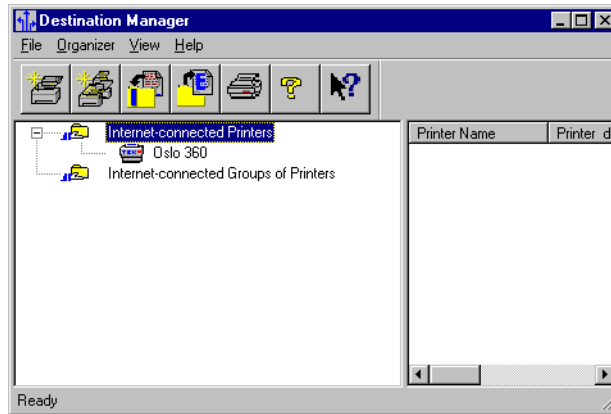 Destination Manager
File Organizer View Help
Internet-connected Printers
TEK
Oslo 360
Internet-connected Groups of Printers
Printer Name Printer d
Ready